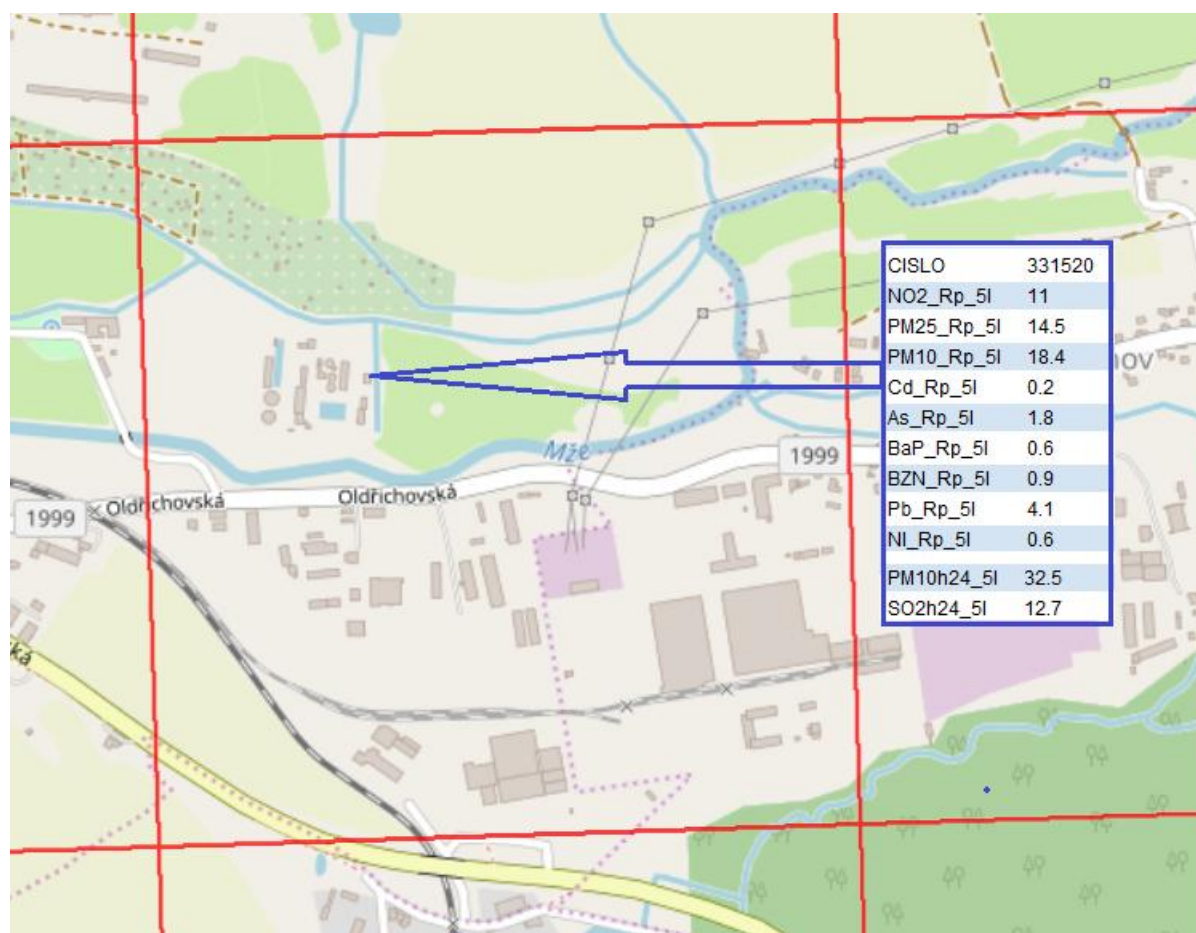 CISLO 331520
NO2_Rp_5l 11
PM25_Rp_5l 14.5
PM10_Rp_5l 18.4
Cd_Rp_5l 0.2
As_Rp_5l 1.8
BaP_Rp_5l 0.6
BZN_Rp_5l 0.9
Pb_Rp_5l 4.1
NI_Rp_5l 0.6
PM10h24_5l 32.5
SO2h24_5l 12.7
nov
Mže
1999
Oldřichovská
Oldřichovská
1999
ská